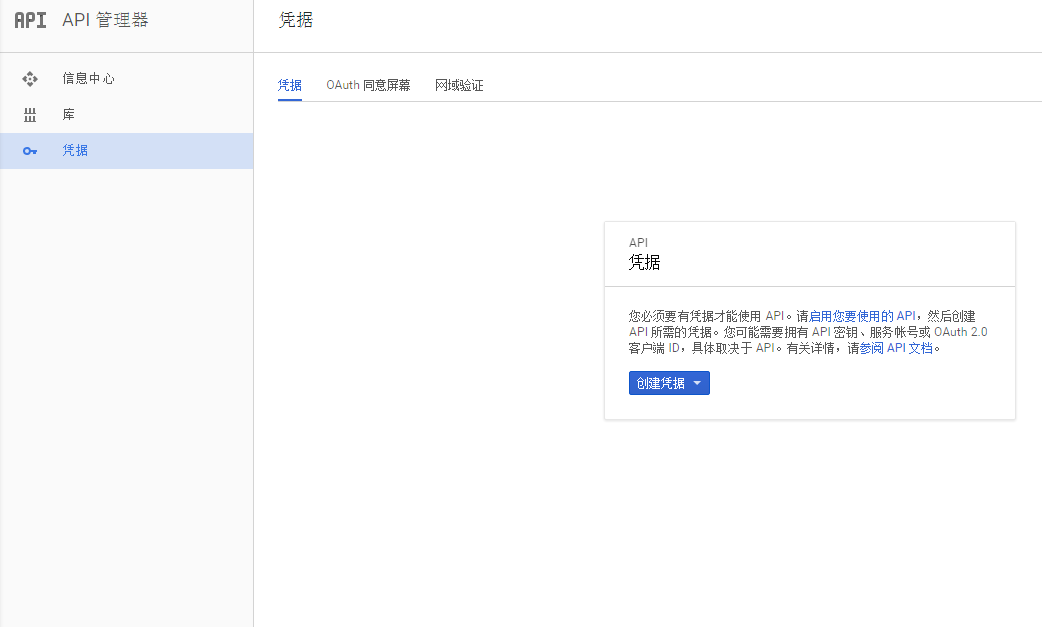 API API 管理器
凭据
信息中心
库
凭据
凭据 OAuth 同意屏幕 网域验证
API
凭据
您必须要有凭据才能使用 API。请启用您要使用的 API，然后创建
API 所需的凭据。您可能需要拥有 API 密钥、服务帐号或 OAuth 2.0
客户端 ID，具体取决于 API。有关详情，请参阅 API 文档。
创建凭据